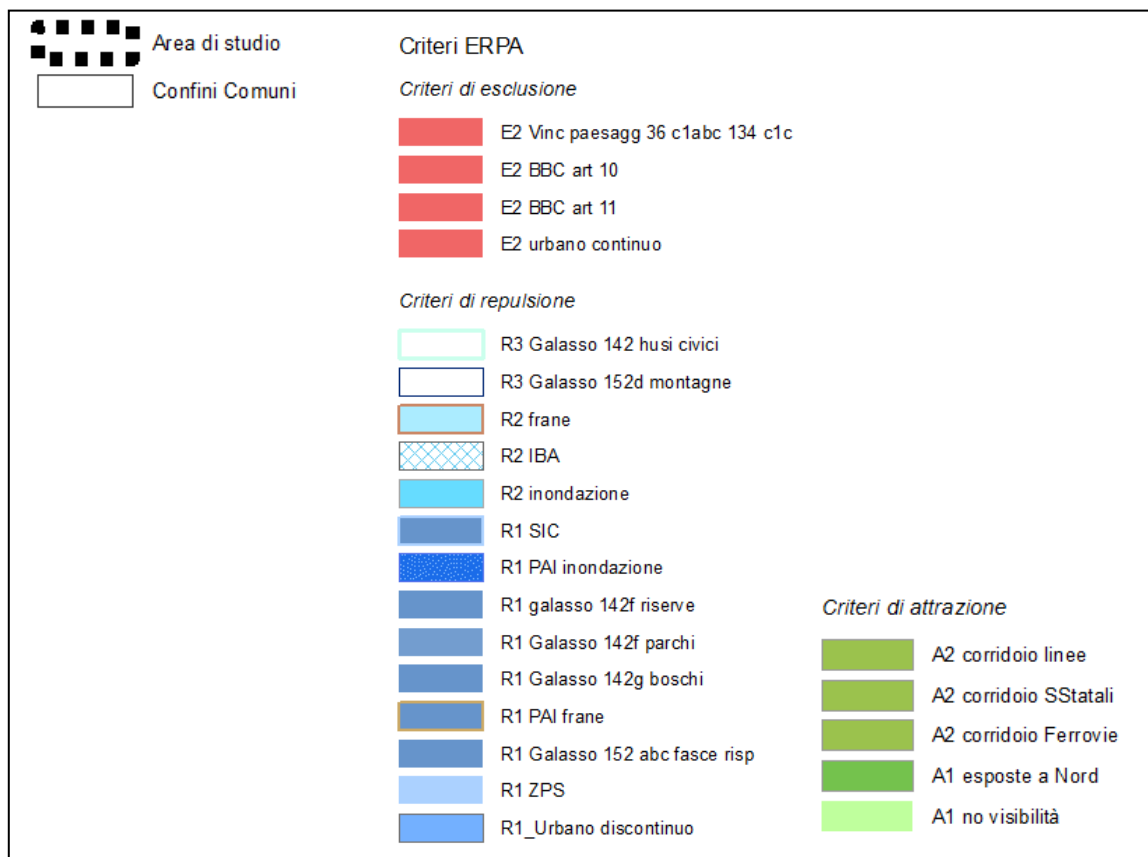 Area di studio
Confini Comuni
Criteri ERPA
Criteri di esclusione
E2 Vinc paesagg 36 c1abc 134 c1c
E2 BBC art 10
E2 BBC art 11
E2 urbano continuo
Criteri di repulsione
R3 Galasso 142 husi civici
R3 Galasso 152d montagne
R2 frane
R2 IBA
R2 inondazione
R1 SIC
R1 PAI inondazione
R1 galasso 142f riserve
R1 Galasso 142f parchi
R1 Galasso 142g boschi
R1 PAI frane
R1 Galasso 152 abc fasce risp
R1 ZPS
R1_Urbano discontinuo
Criteri di attrazione
A2 corridoio linee
A2 corridoio SStatali
A2 corridoio Ferrovie
A1 esposte a Nord
A1 no visibilità